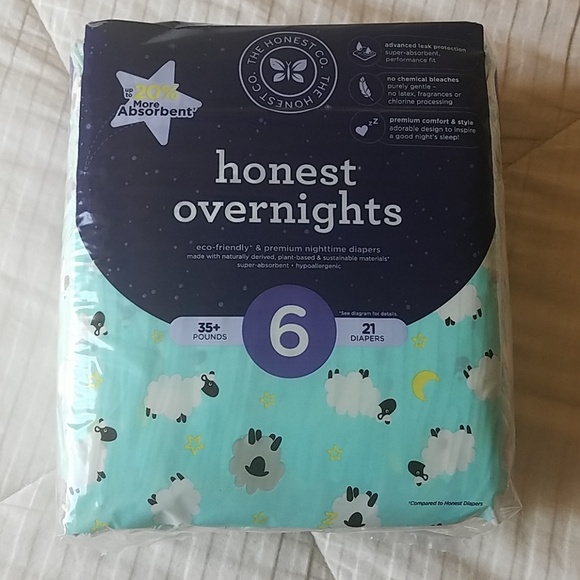 THE HONEST CO. THE HONEST CO.
up to 20%
More
Absorbent†
advanced leak protection
super-absorbent,
performance fit
no chemical bleaches
purely gentle –
no latex, fragrances or
chlorine processing
zz
premium comfort & style
adorable design to inspire
a good night's sleep!
honest
overnights
eco-friendly* & premium nighttime diapers
made with naturally derived, plant-based & sustainable materials*
super-absorbent • hypoallergenic
*See diagram for details.
35+
POUNDS
6
21
DIAPERS
†Compared to Honest Diapers